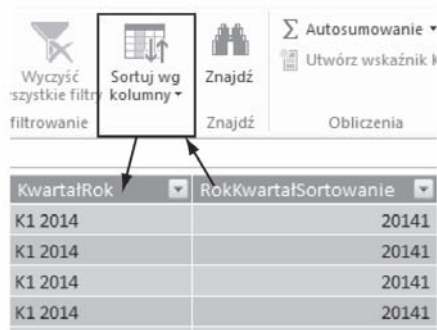 Wyczyść
wszystkie filtry
Sortuj wg
kolumny
Znajdź
Autosumowanie
Utwórz wskaźnik K
filtrowanie
Znajdź
Obliczenia
KwartałRok
RokKwartałSortowanie
K1 2014
20141
K1 2014
20141
K1 2014
20141
K1 2014
20141